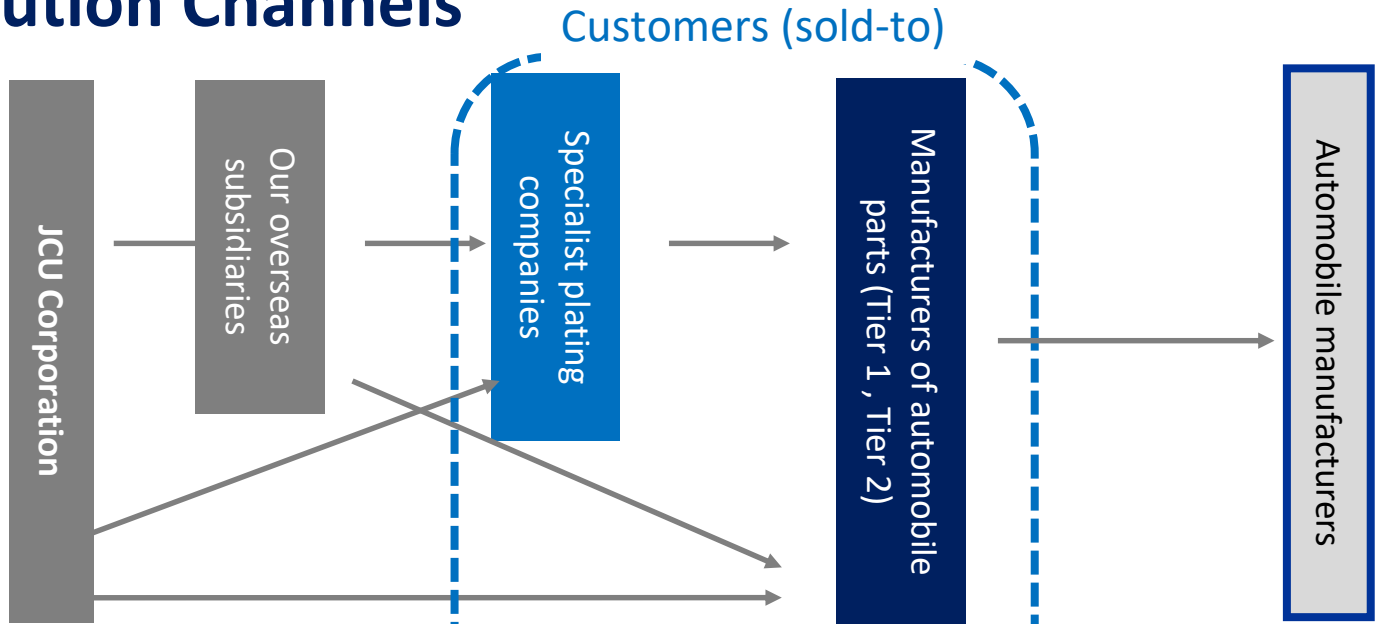 ution Channels
Customers (sold-to)
JCU Corporation
Our overseas
subsidiaries
Specialist plating
companies
Manufacturers of automobile
parts (Tier 1 , Tier 2)
Automobile manufacturers